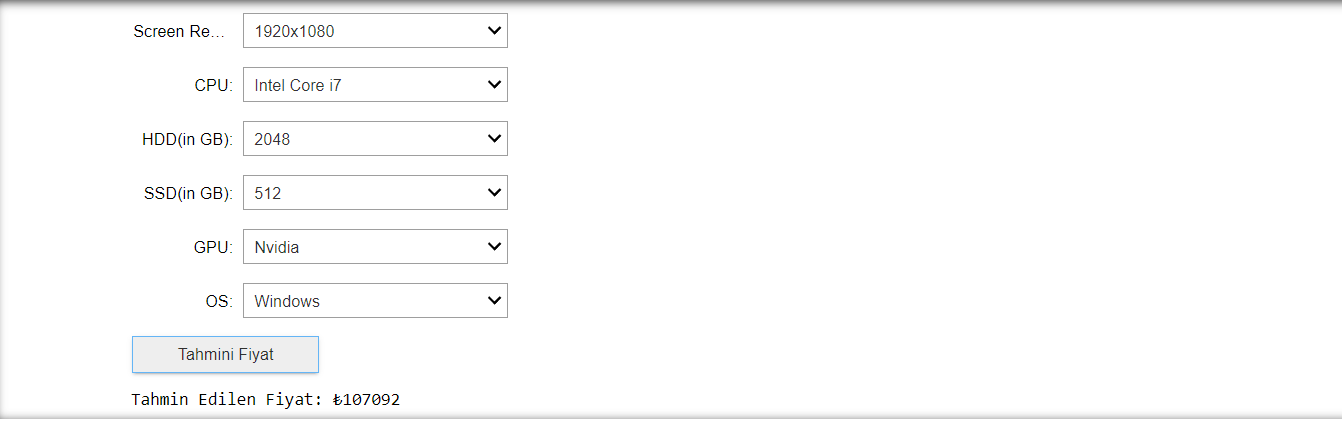 Screen Re... 1920x1080
CPU: Intel Core i7
HDD(in GB): 2048
SSD(in GB): 512
GPU: Nvidia
OS: Windows
Tahmini Fiyat
Tahmin Edilen Fiyat: ₺107092